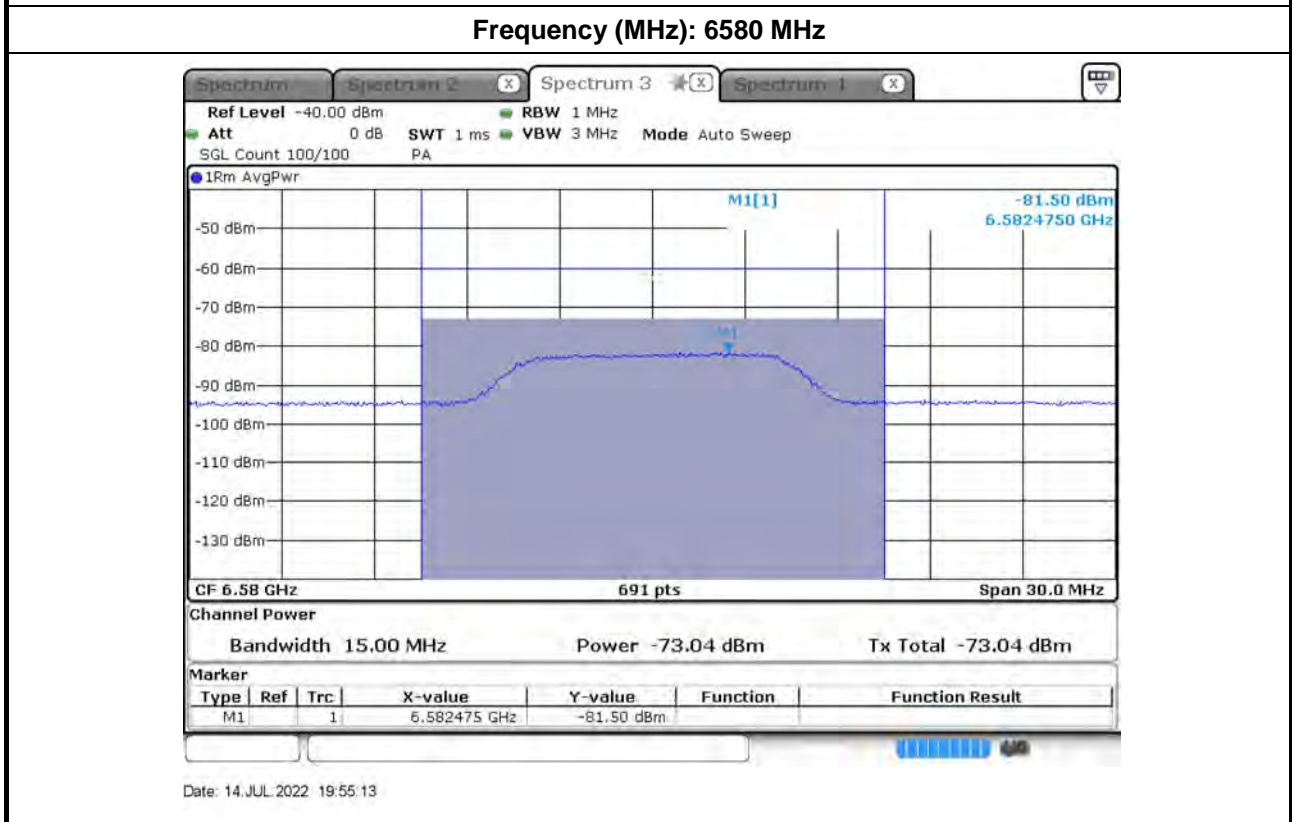 Frequency (MHz): 6580 MHz
Spectrum Spectrum 2 X Spectrum 3 X Spectrum 1 X
Ref Level -40.00 dBm RBW 1 MHz
Att 0 dB SWT 1 ms VBW 3 MHz Mode Auto Sweep
SGL Count 100/100 PA
1Rm AvgPwr
M1[1] -81.50 dBm
6.5824750 GHz
-50 dBm
-60 dBm
-70 dBm
M1
-80 dBm
-90 dBm
-100 dBm
-110 dBm
-120 dBm
-130 dBm
CF 6.58 GHz 691 pts Span 30.0 MHz
Channel Power
Bandwidth 15.00 MHz Power -73.04 dBm Tx Total -73.04 dBm
Marker
Type Ref Trc X-value Y-value Function Function Result
M1 1 6.582475 GHz -81.50 dBm
Date: 14.JUL.2022 19:55:13